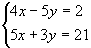 4x − 5y = 2
5x + 3y = 21